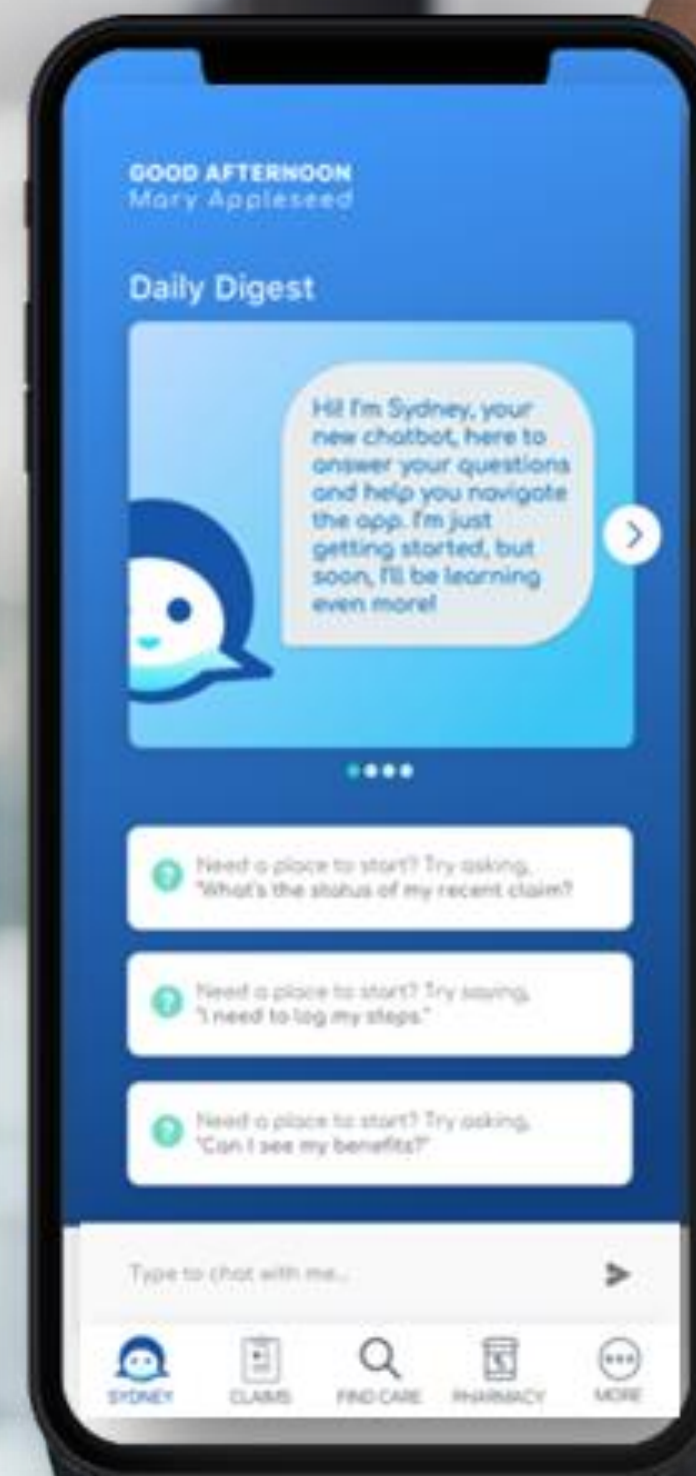 GOOD AFTERNOON
Mary Appleseed
Daily Digest
Hi! I'm Sydney, your
new chatbot, here to
answer your questions
and help you navigate
the app. I'm just
getting started, but
soon, I'll be learning
even more!
Need a place to start? Try asking,
"What's the status of my recent claim?
Need a place to start? Try saying,
"I need to log my steps."
Need a place to start? Try asking,
"Can I see my benefits?"
Type to chat with me...
SYDNEY
CLAIMS
FIND CARE
PHARMACY
MORE